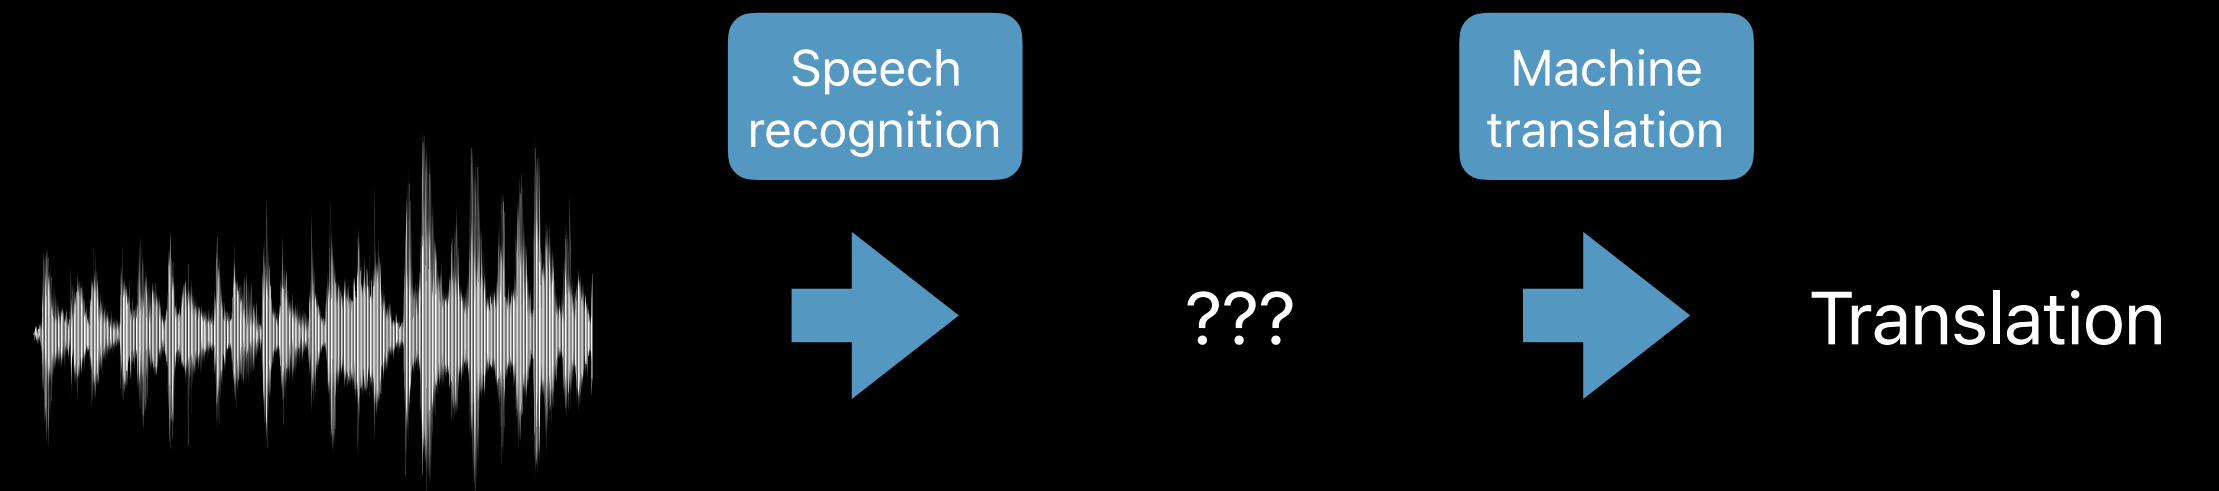 Speech
recognition
Machine
translation
???
Translation